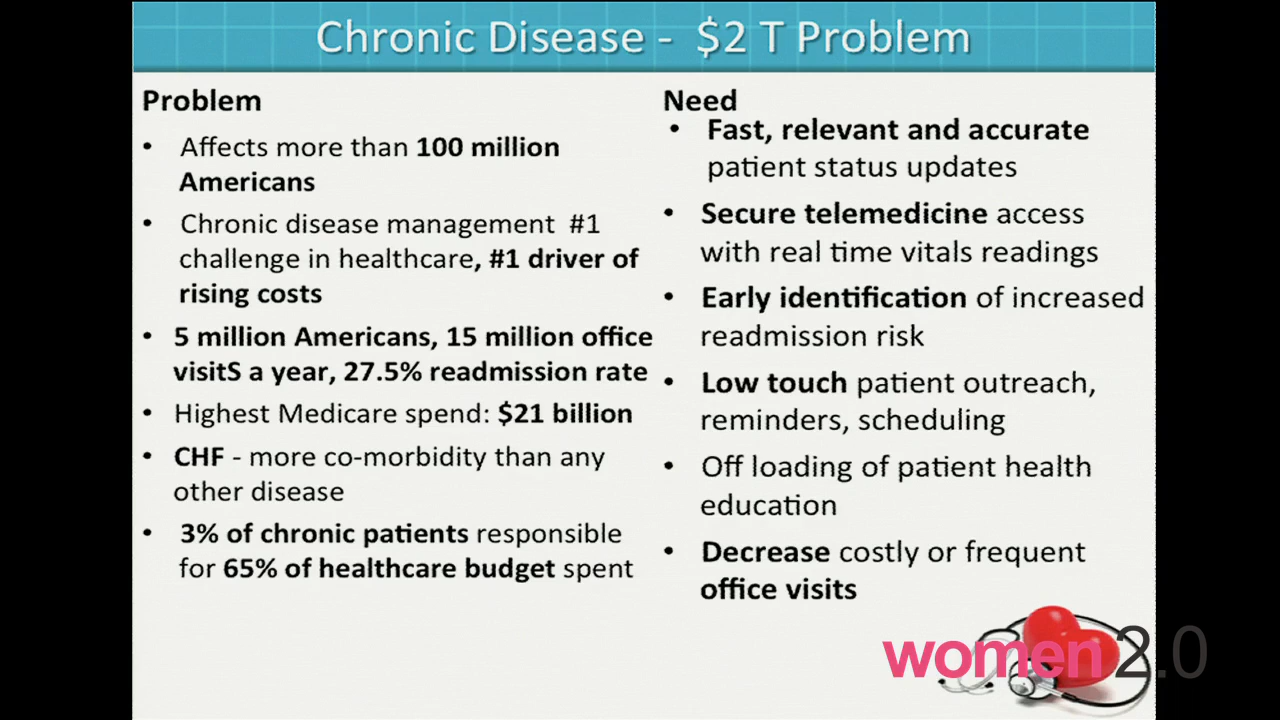 Chronic Disease - $2 T Problem
Problem
• Affects more than 100 million
Americans
• Chronic disease management #1
challenge in healthcare, #1 driver of
rising costs
• 5 million Americans, 15 million office
visitS a year, 27.5% readmission rate
• Highest Medicare spend: $21 billion
• CHF - more co-morbidity than any
other disease
• 3% of chronic patients responsible
for 65% of healthcare budget spent
Need
• Fast, relevant and accurate
patient status updates
• Secure telemedicine access
with real time vitals readings
• Early identification of increased
readmission risk
• Low touch patient outreach,
reminders, scheduling
• Off loading of patient health
education
• Decrease costly or frequent
office visits
women 2.0